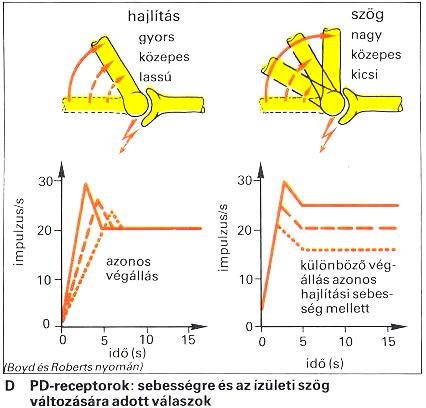 hajlítás
gyors
közepes
lassú
szög
nagy
közepes
kicsi
impulzus/s
30
20
10
0
azonos
végállás
0 5 10 15
idő (s)
impulzus/s
30
20
10
0
különböző vég-
állás azonos
hajlítási sebes-
ség mellett
0 5 10 15
idő (s)
(Boyd és Roberts nyomán)
D PD-receptorok: sebességre és az ízületi szög
változására adott válaszok